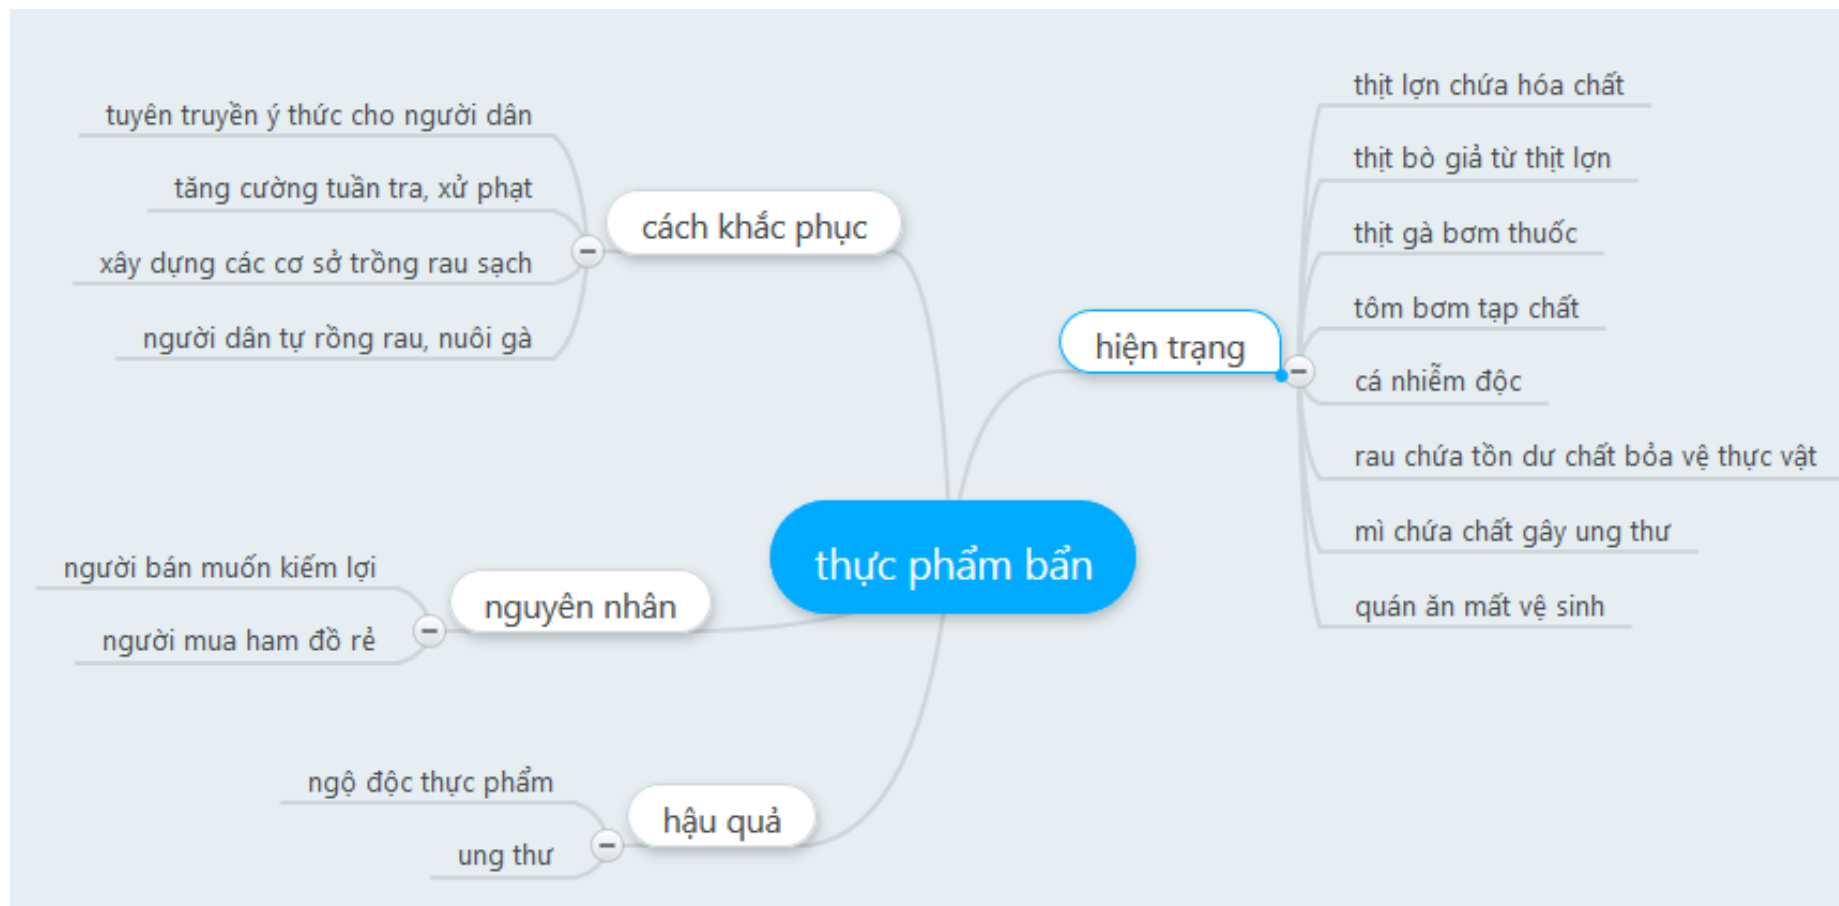 tuyên truyền ý thức cho người dân
tăng cường tuần tra, xử phạt
xây dựng các cơ sở trồng rau sạch
người dân tự rồng rau, nuôi gà
cách khắc phục
hiện trạng
thịt lợn chứa hóa chất
thịt bò giả từ thịt lợn
thịt gà bơm thuốc
tôm bơm tạp chất
cá nhiễm độc
rau chứa tồn dư chất bỏa vệ thực vật
mì chứa chất gây ung thư
quán ăn mất vệ sinh
thực phẩm bẩn
người bán muốn kiếm lợi
người mua ham đồ rẻ
nguyên nhân
ngộ độc thực phẩm
ung thư
hậu quả